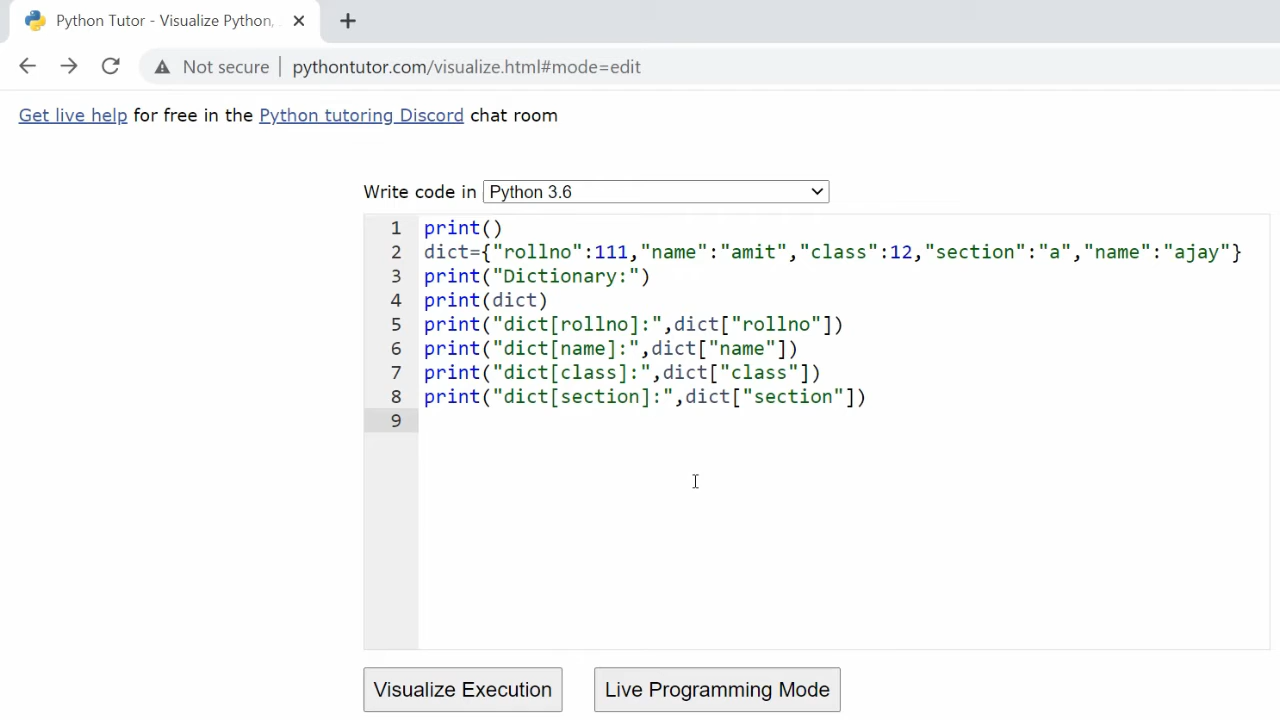 Python Tutor - Visualize Python,
Not secure | pythontutor.com/visualize.html#mode=edit
Get live help for free in the Python tutoring Discord chat room
Write code in Python 3.6
1 print()
2 dict={"rollno":111,"name":"amit","class":12,"section":"a","name":"ajay"}
3 print("Dictionary:")
4 print(dict)
5 print("dict[rollno]:",dict["rollno"])
6 print("dict[name]:",dict["name"])
7 print("dict[class]:",dict["class"])
8 print("dict[section]:",dict["section"])
9
Visualize Execution Live Programming Mode